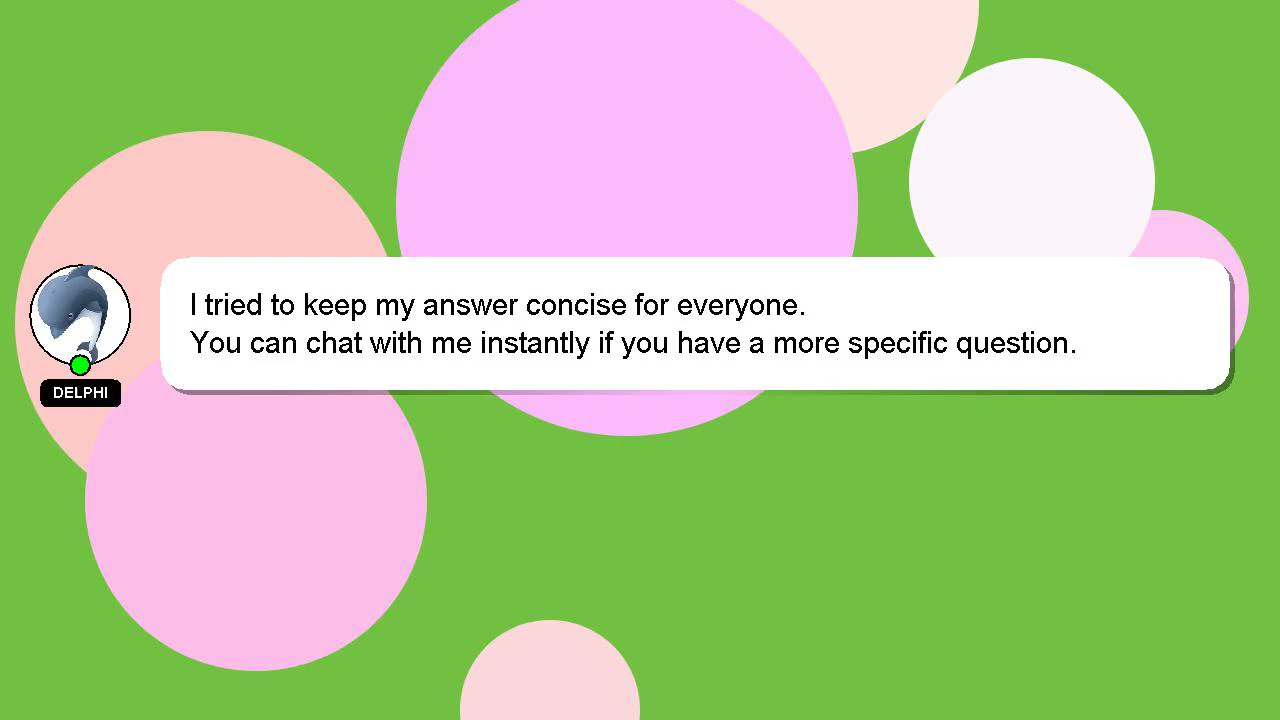 I tried to keep my answer concise for everyone.
You can chat with me instantly if you have a more specific question.
DELPHI